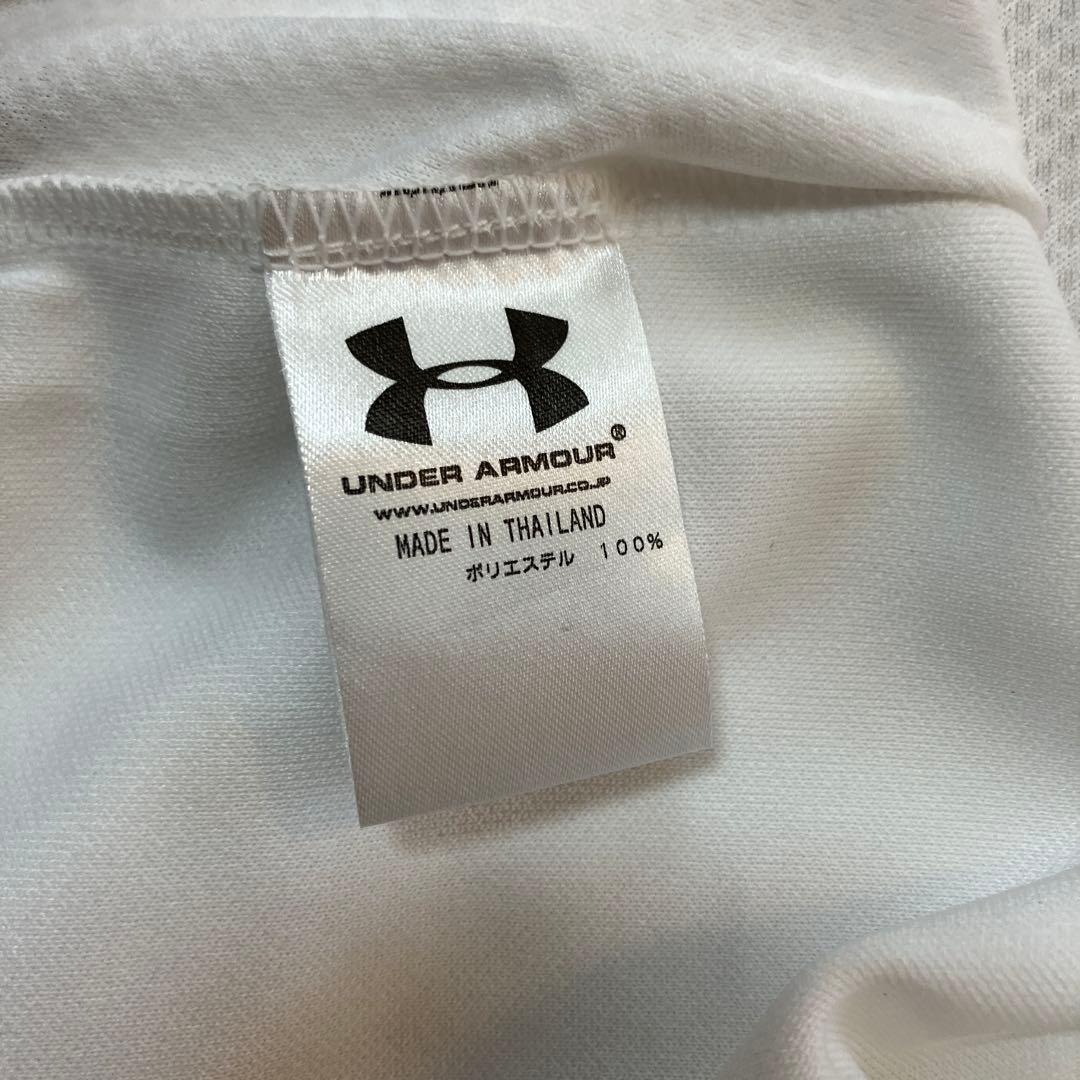 UNDER ARMOUR®
WWW.UNDERARMOUR.CO.JP
MADE IN THAILAND
ポリエステル　１００％